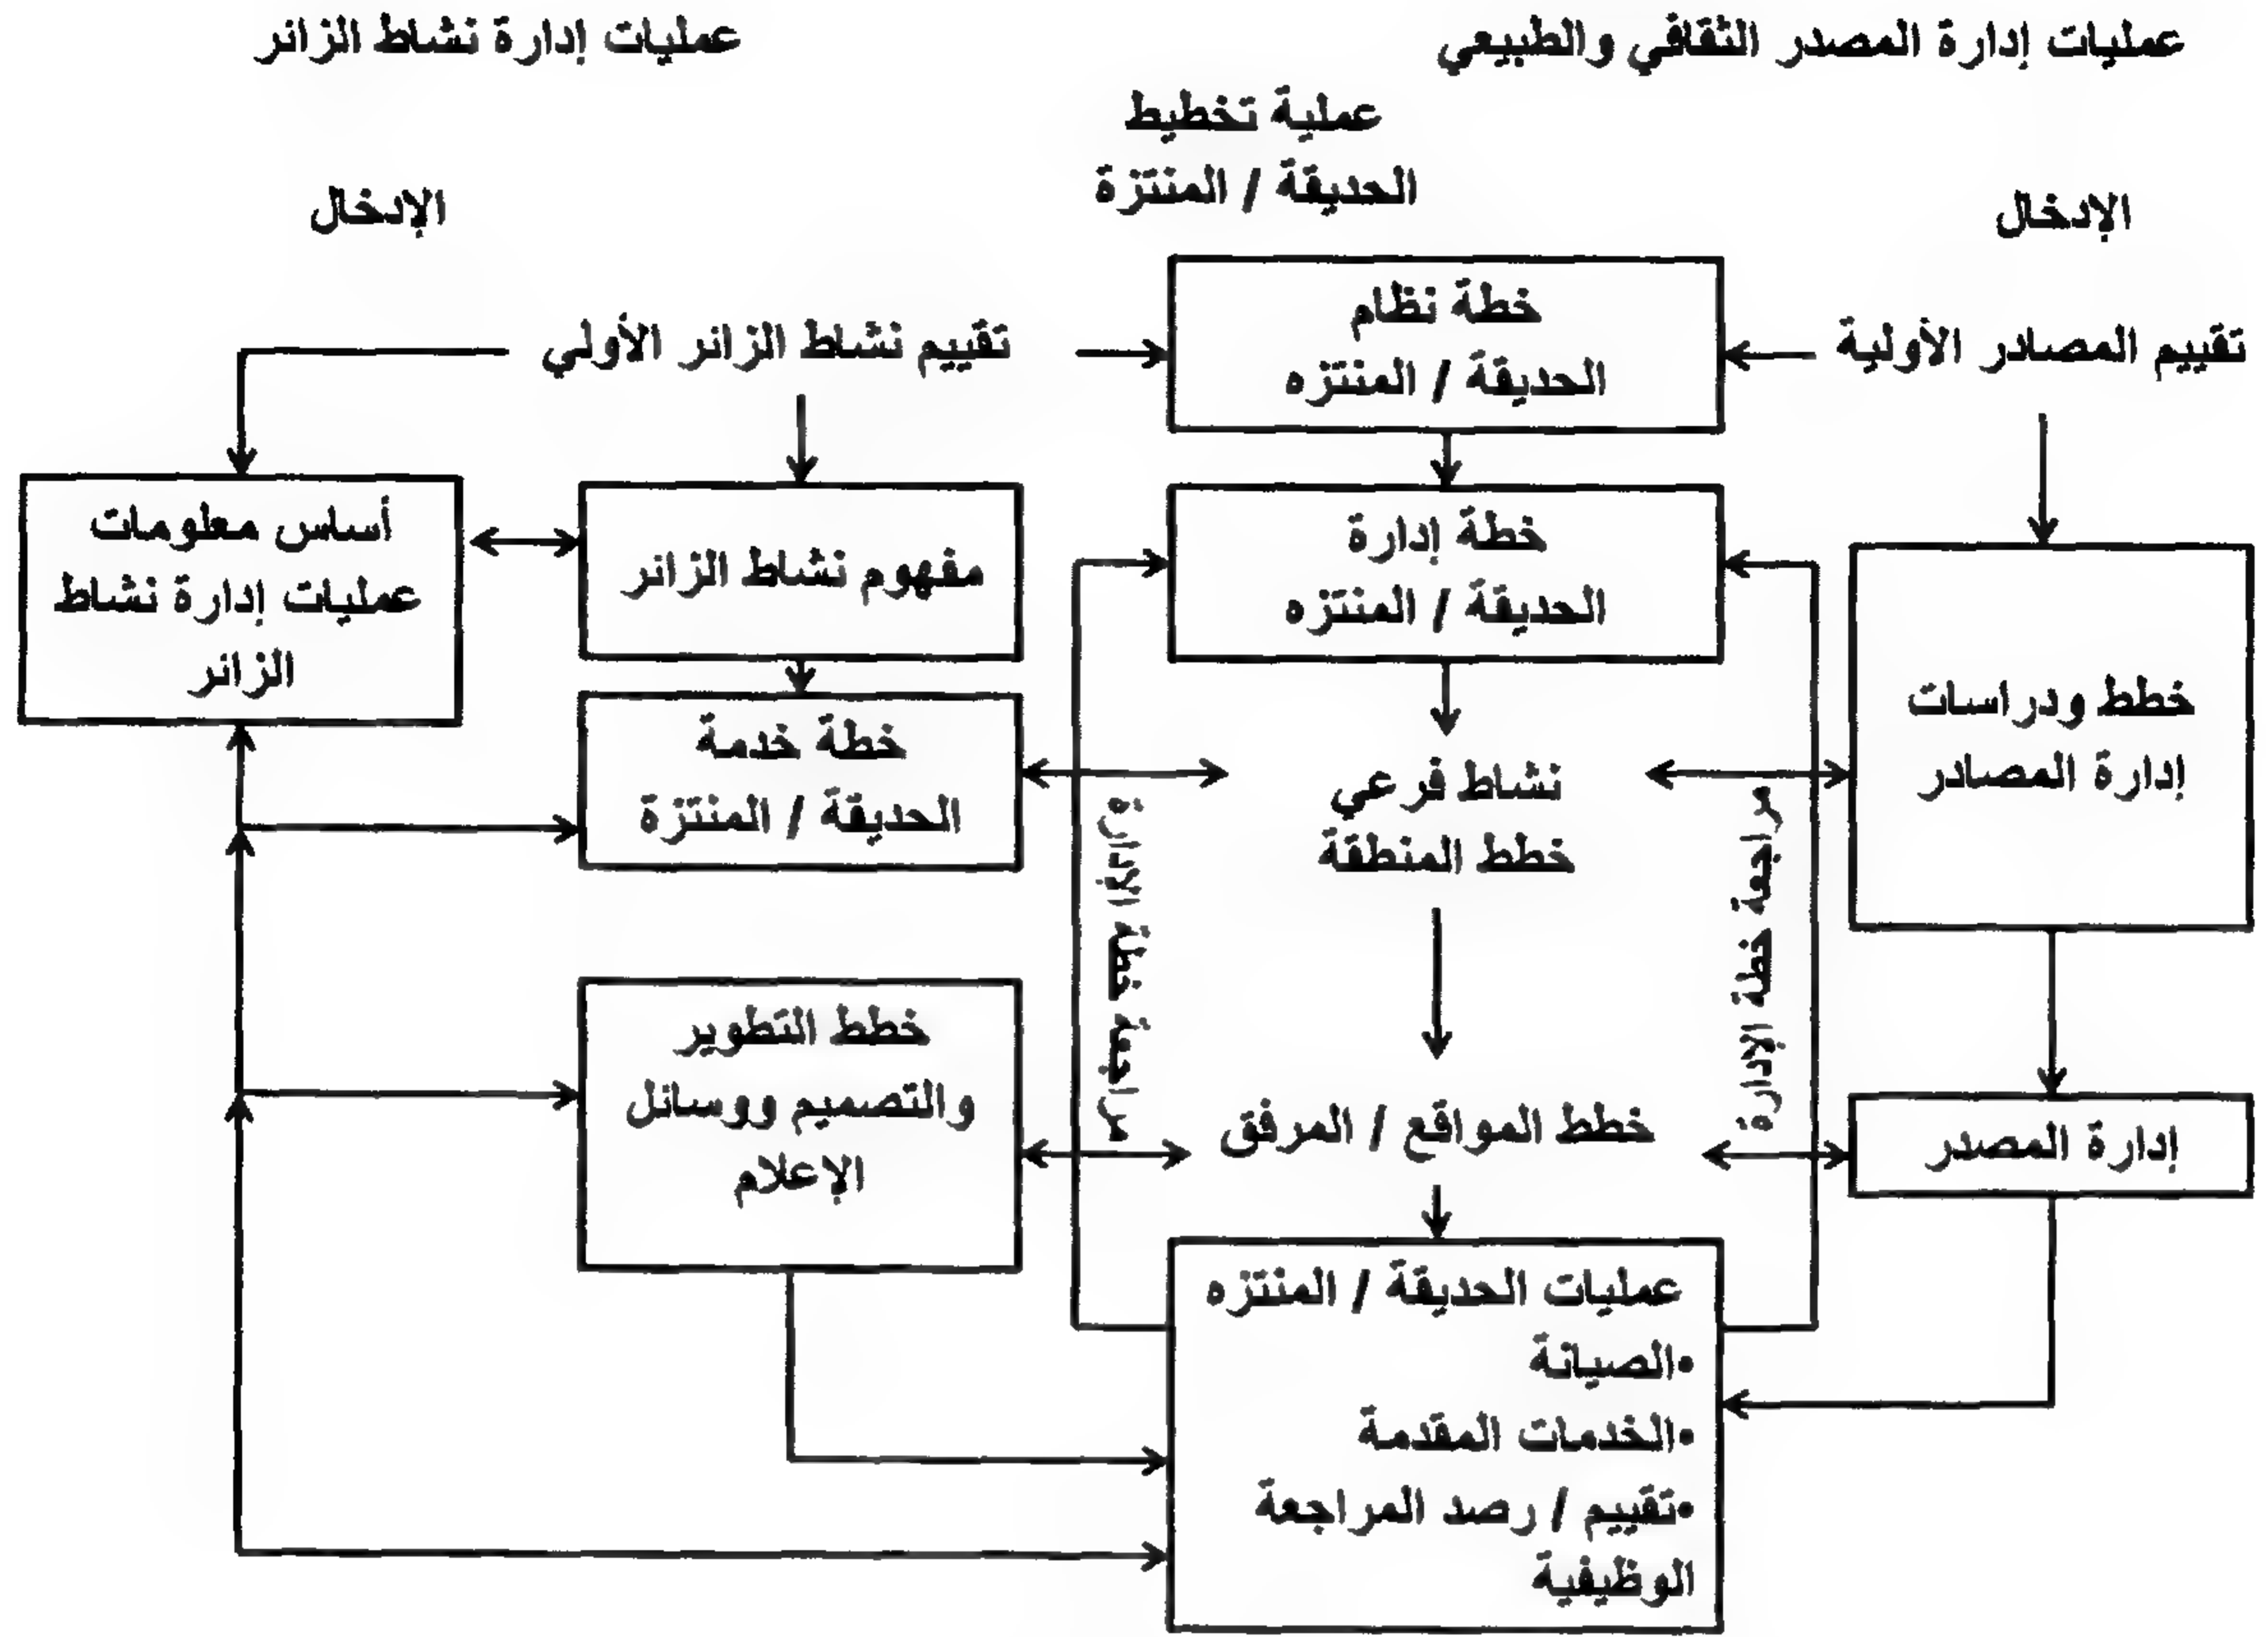 عمليات إدارة المصدر الثقافي والطبيعي
عمليات إدارة نشاط الزائر
عملية تخطيط
الحديقة / المنتزة
الإدخال
الإدخال
تقييم المصادر الأولية
خطة نظام
الحديقة / المنتزه
تقييم نشاط الزائر الأولي
خطة إدارة
الحديقة / المنتزه
مفهوم نشاط الزائر
أساس معلومات
عمليات إدارة نشاط
الزائر
خطط ودراسات
إدارة المصادر
مراجعة خطة الإدارة
نشاط فرعي
خطط المنطقة
مراجعة خطة الإدارة
خطة خدمة
الحديقة / المنتزة
إدارة المصدر
خطط المواقع / المرفق
خطط التطوير
والتصميم ووسائل
الإعلام
عمليات الحديقة / المنتزه
•الصيانة
•الخدمات المقدمة
•تقييم / رصد المراجعة
الوظيفية